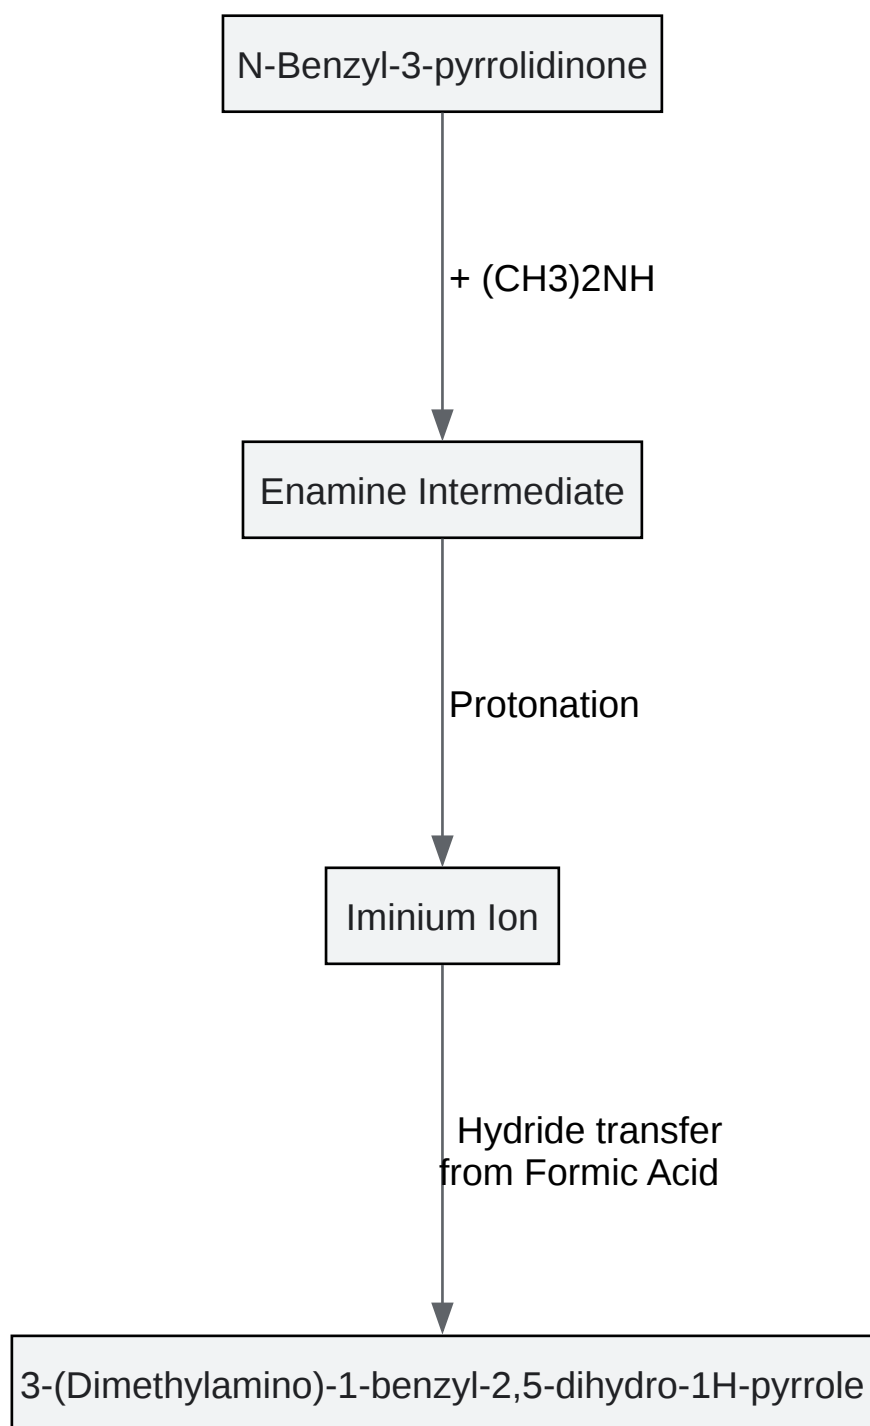 N-Benzyl-3-pyrrolidinone
+ (CH3)2NH
Enamine Intermediate
Protonation
Iminium Ion
Hydride transfer
from Formic Acid
3-(Dimethylamino)-1-benzyl-2,5-dihydro-1H-pyrrole